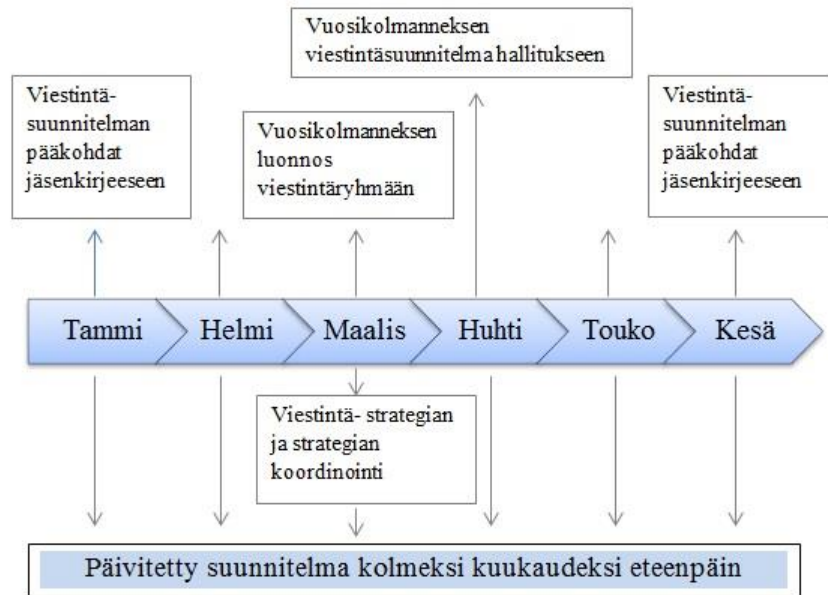 Vuosikolmanneksen
viestintäsuunnitelma hallitukseen
Viestintä-
suunnitelman
pääkohdat
jäsenkirjeeseen
Vuosikolmanneksen
luonnos
viestintäryhmään
Viestintä-
suunnitelman
pääkohdat
jäsenkirjeeseen
Tammi
Helmi
Maalis
Huhti
Touko
Kesä
Viestintä- strategian
ja strategian
koordinointi
Päivitetty suunnitelma kolmeksi kuukaudeksi eteenpäin